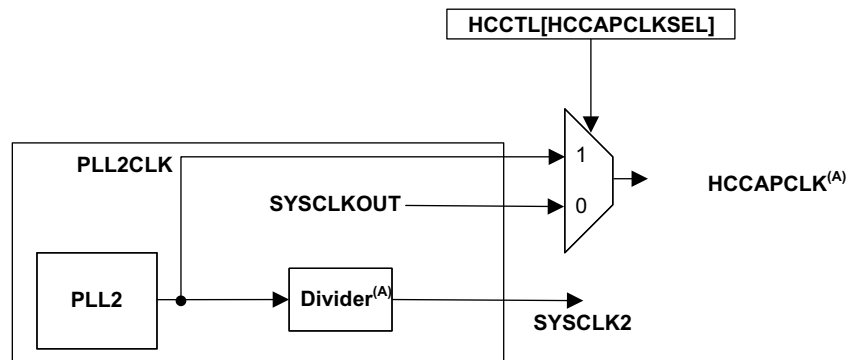 HCCTL[HCCAPCLKSEL]
PLL2CLK
1
HCCAPCLK(A)
SYSCLKOUT
0
PLL2
Divider(A)
SYSCLK2